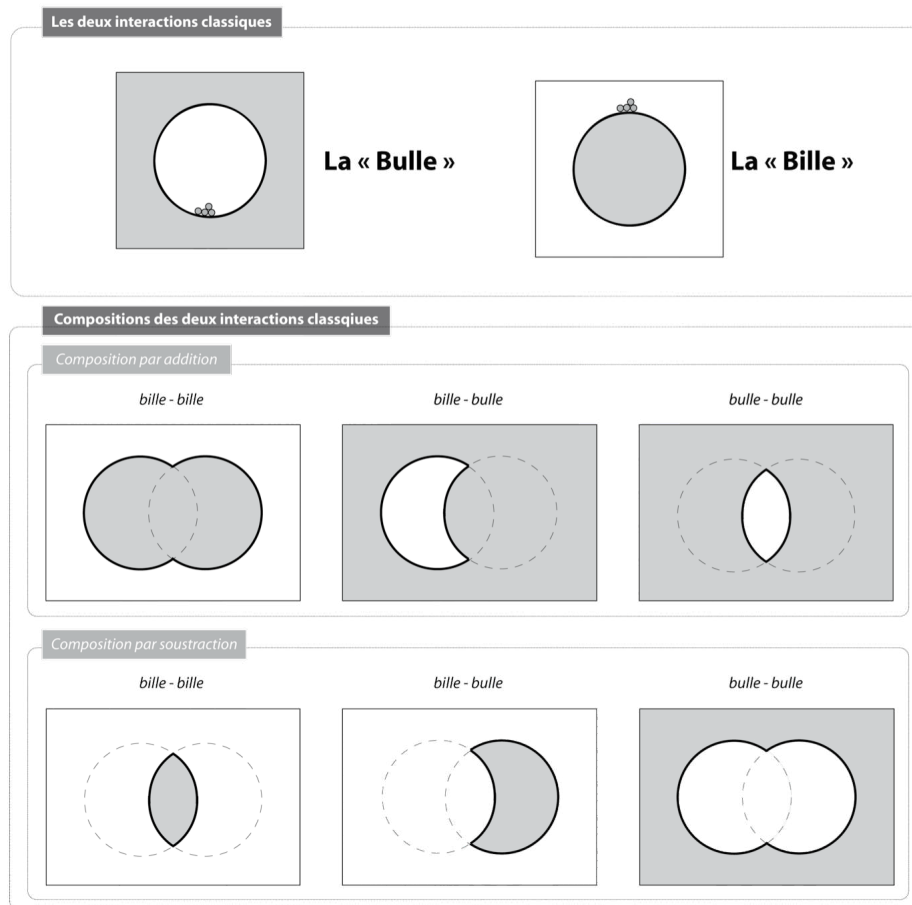 Les deux interactions classiques
La « Bulle »
La « Bille »
Compositions des deux interactions classqiues
Composition par addition
bille - bille
bille - bulle
bulle - bulle
Composition par soustraction
bille - bille
bille - bulle
bulle - bulle